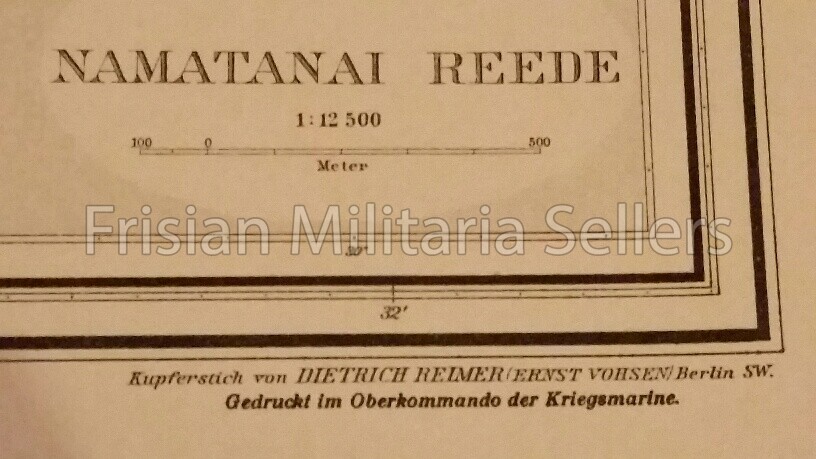 NAMATANAI REEDE
1:12 500
100 0 500
Meter
Frisian Militaria Sellers
30"
32'
Kupferstich von DIETRICH REIMER (ERNST VOHSEN) Berlin SW.
Gedruckt im Oberkommando der Kriegsmarine.